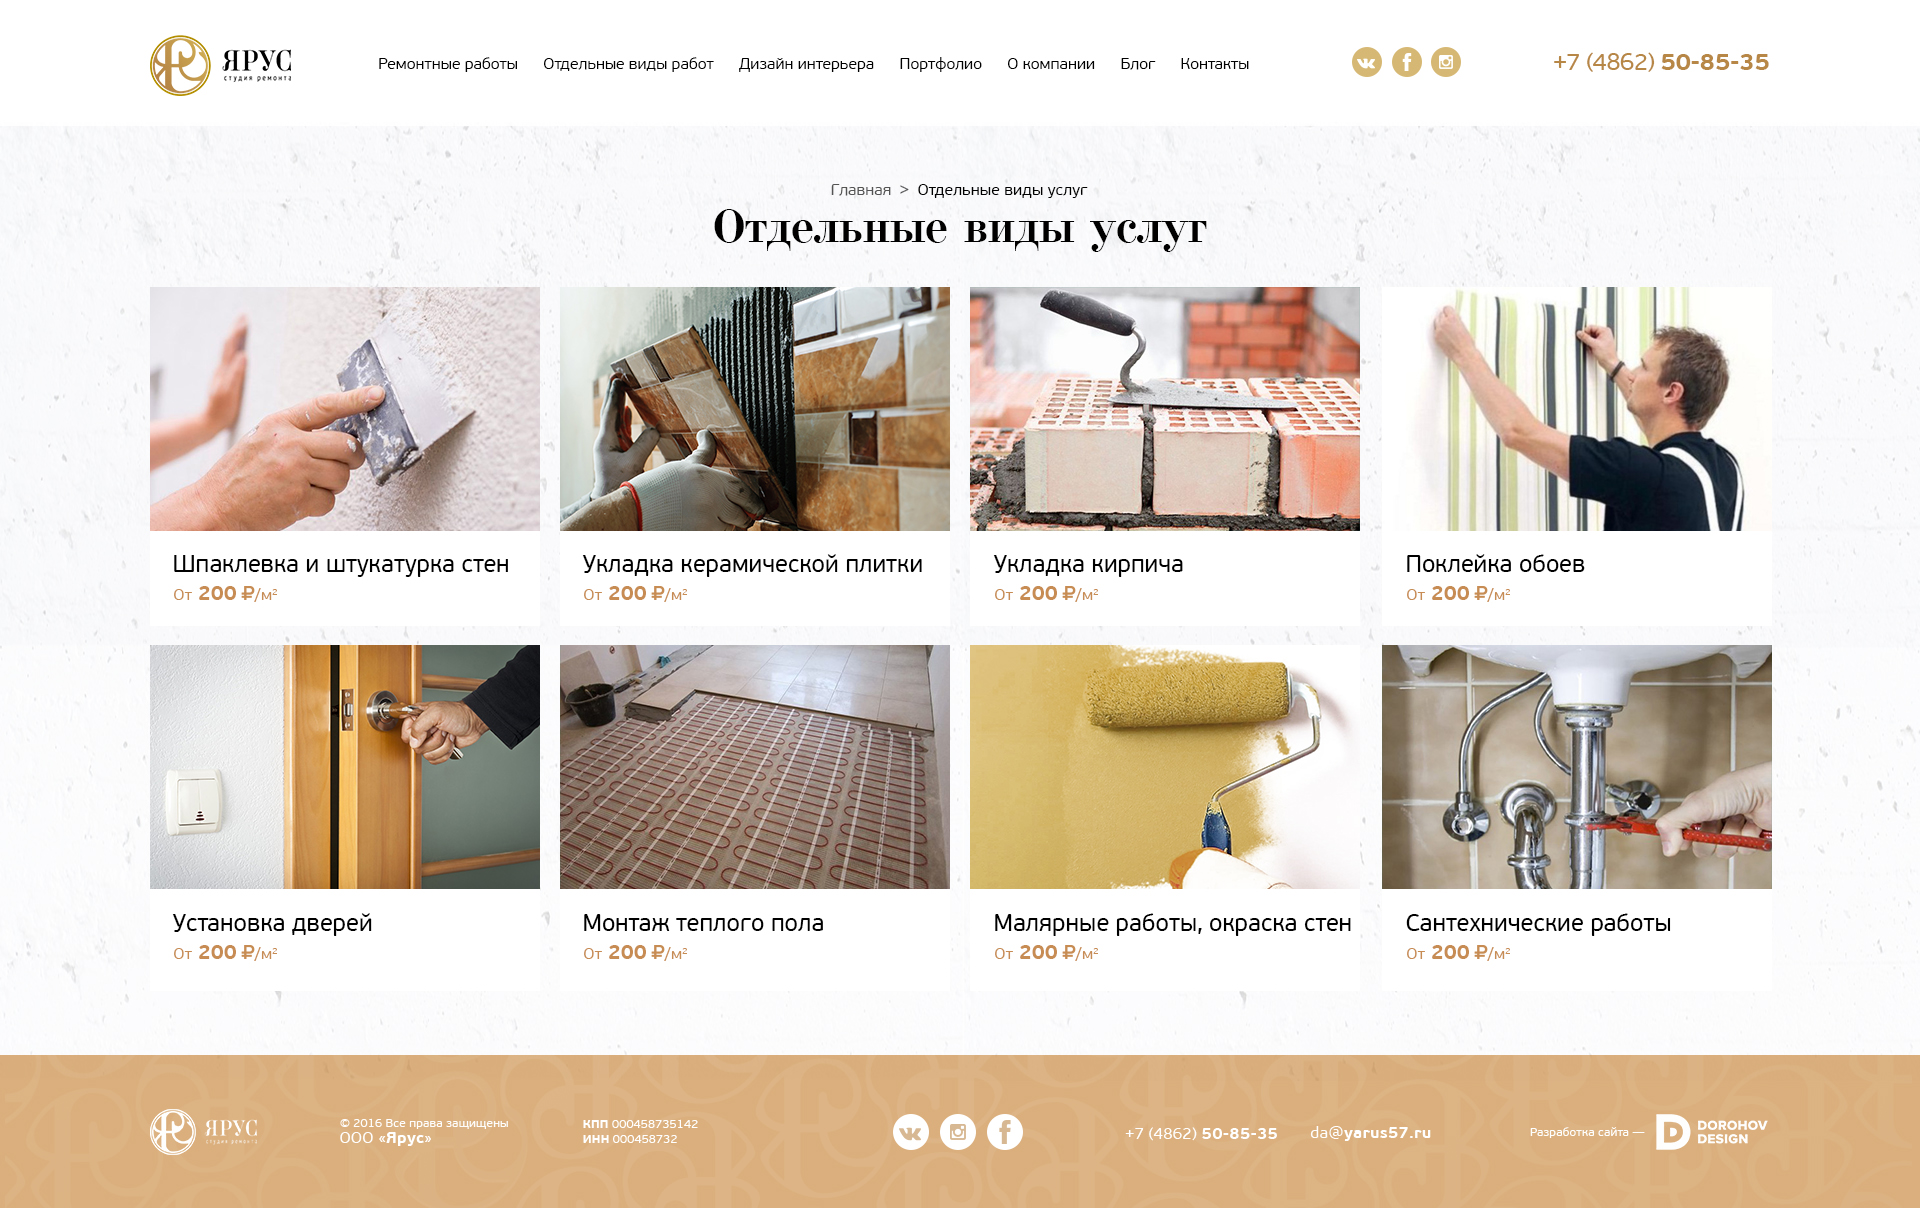 ЯРУС
студия ремонта
Ремонтные работы
Отдельные виды работ
Дизайн интерьера
Портфолио
О компании
Блог
Контакты
+7 (4862) 50-85-35
Главная > Отдельные виды услуг
Отдельные виды услуг
Шпаклевка и штукатурка стен
От 200 ₽/м²
Укладка керамической плитки
От 200 ₽/м²
Укладка кирпича
От 200 ₽/м²
Поклейка обоев
От 200 ₽/м²
Установка дверей
От 200 ₽/м²
Монтаж теплого пола
От 200 ₽/м²
Малярные работы, окраска стен
От 200 ₽/м²
Сантехнические работы
От 200 ₽/м²
ЯРУС
студия ремонта
© 2016 Все права защищены
ООО «Ярус»
КПП 000458735142
ИНН 000458732
+7 (4862) 50-85-35
da@yarus57.ru
Разработка сайта —
DOROHOV
DESIGN